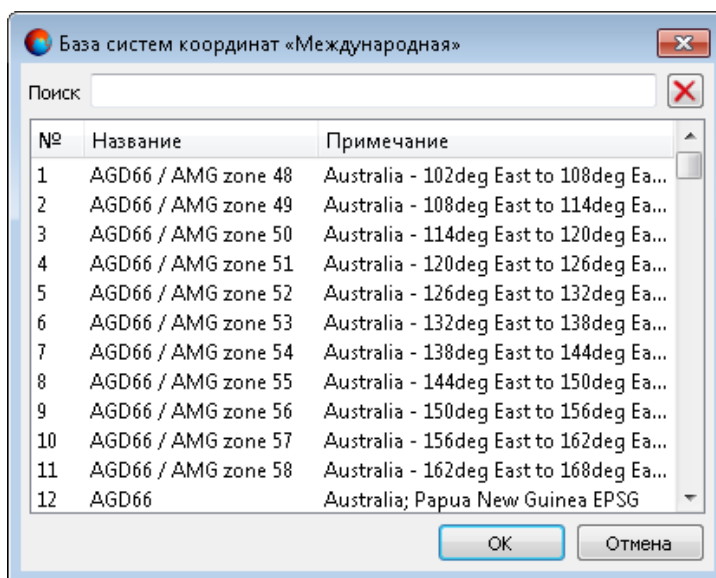 База систем координат «Международная»
Поиск
№ Название Примечание
1 AGD66 / AMG zone 48 Australia - 102deg East to 108deg Ea...
2 AGD66 / AMG zone 49 Australia - 108deg East to 114deg Ea...
3 AGD66 / AMG zone 50 Australia - 114deg East to 120deg Ea...
4 AGD66 / AMG zone 51 Australia - 120deg East to 126deg Ea...
5 AGD66 / AMG zone 52 Australia - 126deg East to 132deg Ea...
6 AGD66 / AMG zone 53 Australia - 132deg East to 138deg Ea...
7 AGD66 / AMG zone 54 Australia - 138deg East to 144deg Ea...
8 AGD66 / AMG zone 55 Australia - 144deg East to 150deg Ea...
9 AGD66 / AMG zone 56 Australia - 150deg East to 156deg Ea...
10 AGD66 / AMG zone 57 Australia - 156deg East to 162deg Ea...
11 AGD66 / AMG zone 58 Australia - 162deg East to 168deg Ea...
12 AGD66 Australia; Papua New Guinea EPSG
OK Отмена